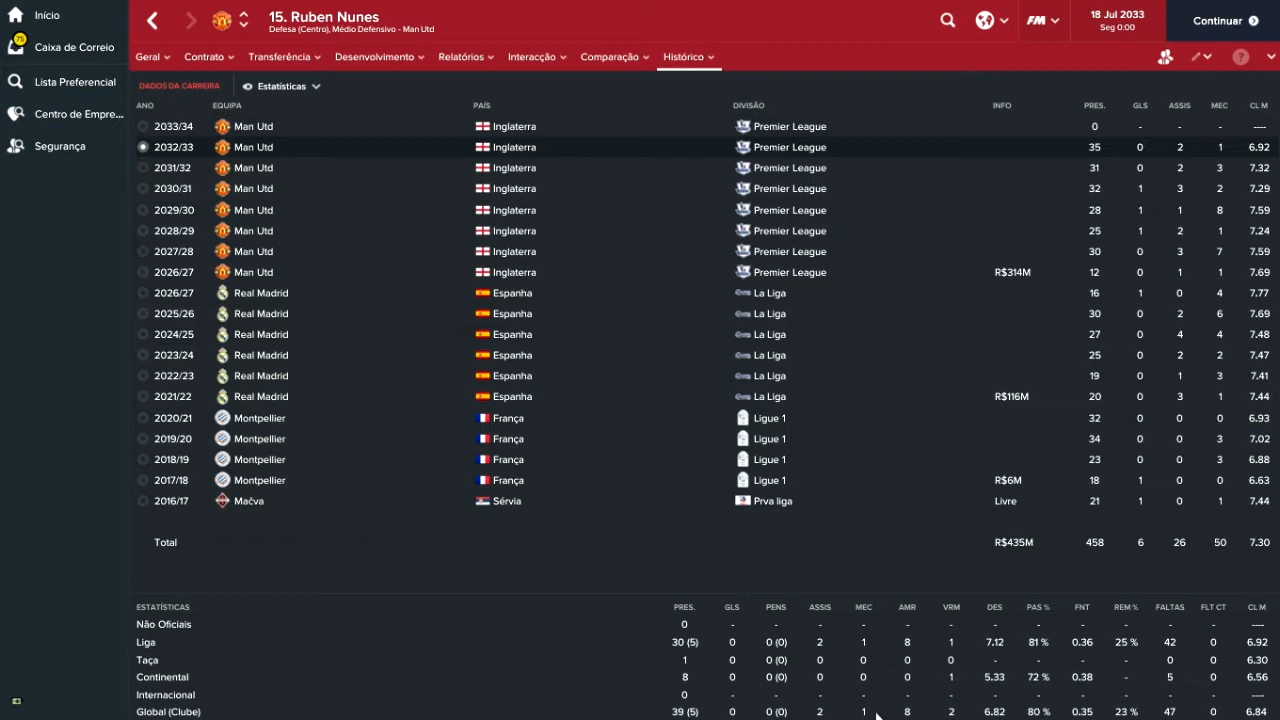 Início
75
Caixa de Correio
Lista Preferencial
Centro de Empre...
Segurança
15. Ruben Nunes
Defesa (Centro), Médio Defensivo - Man Utd
FM
18 Jul 2033
Seg 0:00
Continuar
Geral Contrato Transferência Desenvolvimento Relatórios Interacção Comparação Histórico
?
DADOS DA CARREIRA Estatísticas
ANO EQUIPA PAÍS DIVISÃO INFO PRES. GLS ASSIS MEC CL M
2033/34 Man Utd Inglaterra Premier League 0 - - - ----
2032/33 Man Utd Inglaterra Premier League 35 0 2 1 6.92
2031/32 Man Utd Inglaterra Premier League 31 0 2 3 7.32
2030/31 Man Utd Inglaterra Premier League 32 1 3 2 7.29
2029/30 Man Utd Inglaterra Premier League 28 1 1 8 7.59
2028/29 Man Utd Inglaterra Premier League 25 1 2 1 7.24
2027/28 Man Utd Inglaterra Premier League 30 0 3 7 7.59
2026/27 Man Utd Inglaterra Premier League R$314M 12 0 1 1 7.69
2026/27 Real Madrid Espanha La Liga 16 1 0 4 7.77
2025/26 Real Madrid Espanha La Liga 30 0 2 6 7.69
2024/25 Real Madrid Espanha La Liga 27 0 4 4 7.48
2023/24 Real Madrid Espanha La Liga 25 0 2 2 7.47
2022/23 Real Madrid Espanha La Liga 19 0 1 3 7.41
2021/22 Real Madrid Espanha La Liga R$116M 20 0 3 1 7.44
2020/21 Montpellier França Ligue 1 32 0 0 0 6.93
2019/20 Montpellier França Ligue 1 34 0 0 3 7.02
2018/19 Montpellier França Ligue 1 23 0 0 3 6.88
2017/18 Montpellier França Ligue 1 R$6M 18 1 0 0 6.63
2016/17 Mačva Sérvia Prva liga Livre 21 1 0 1 7.44
Total R$435M 458 6 26 50 7.30
ESTATÍSTICAS PRES. GLS PENS ASSIS MEC AMR VRM DES PAS % FNT REM % FALTAS FLT CT CL M
Não Oficiais 0 - - - - - - - - - - - - ----
Liga 30 (5) 0 0 (0) 2 1 8 1 7.12 81 % 0.36 25 % 42 0 6.92
Taça 1 0 0 (0) 0 0 0 0 - - - - 0 0 6.30
Continental 8 0 0 (0) 0 0 0 1 5.33 72 % 0.38 - 5 0 6.56
Internacional 0 - - - - - - - - - - - - ----
Global (Clube) 39 (5) 0 0 (0) 2 1 8 2 6.82 80 % 0.35 23 % 47 0 6.84